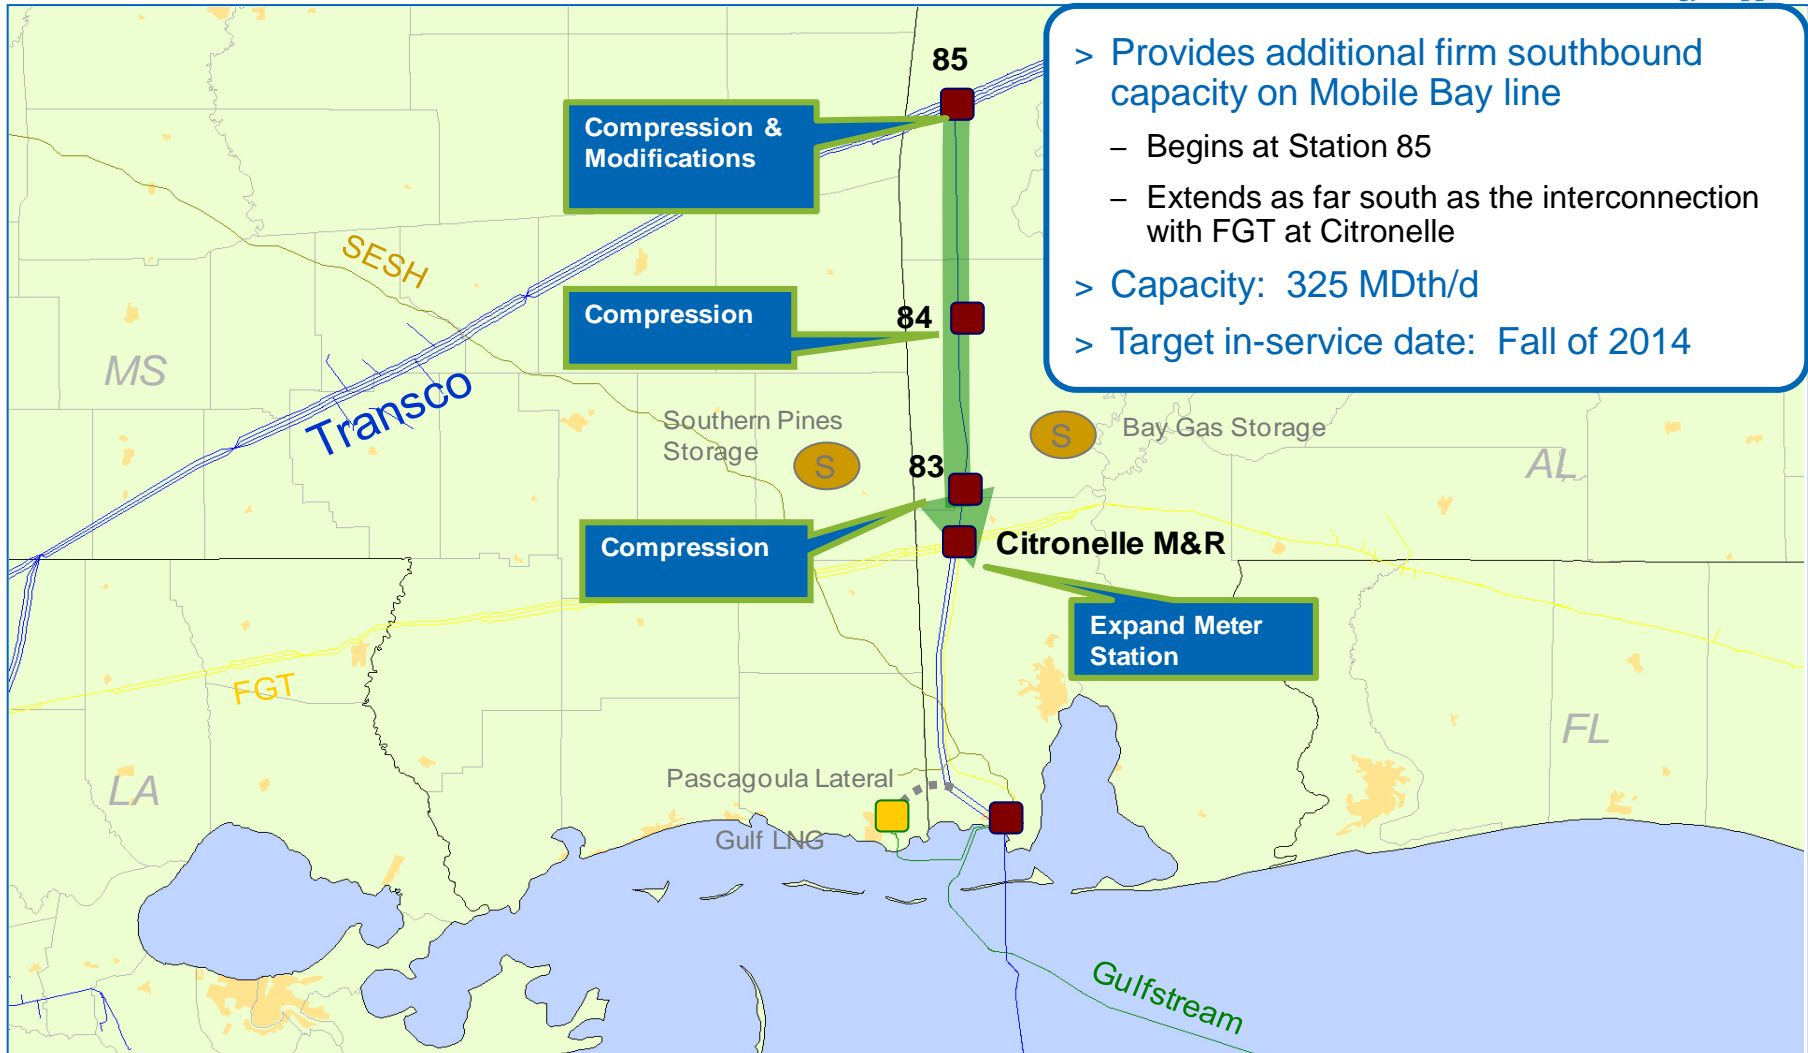 85
> Provides additional firm southbound
capacity on Mobile Bay line
– Begins at Station 85
– Extends as far south as the interconnection
with FGT at Citronelle
> Capacity: 325 MDth/d
> Target in-service date: Fall of 2014
Compression &
Modifications
SESH
Compression
84
MS
Transco
Southern Pines
Storage
S
83
S
Bay Gas Storage
AL
Compression
Citronelle M&R
Expand Meter
Station
FGT
FL
LA
Pascagoula Lateral
Gulf LNG
Gulfstream